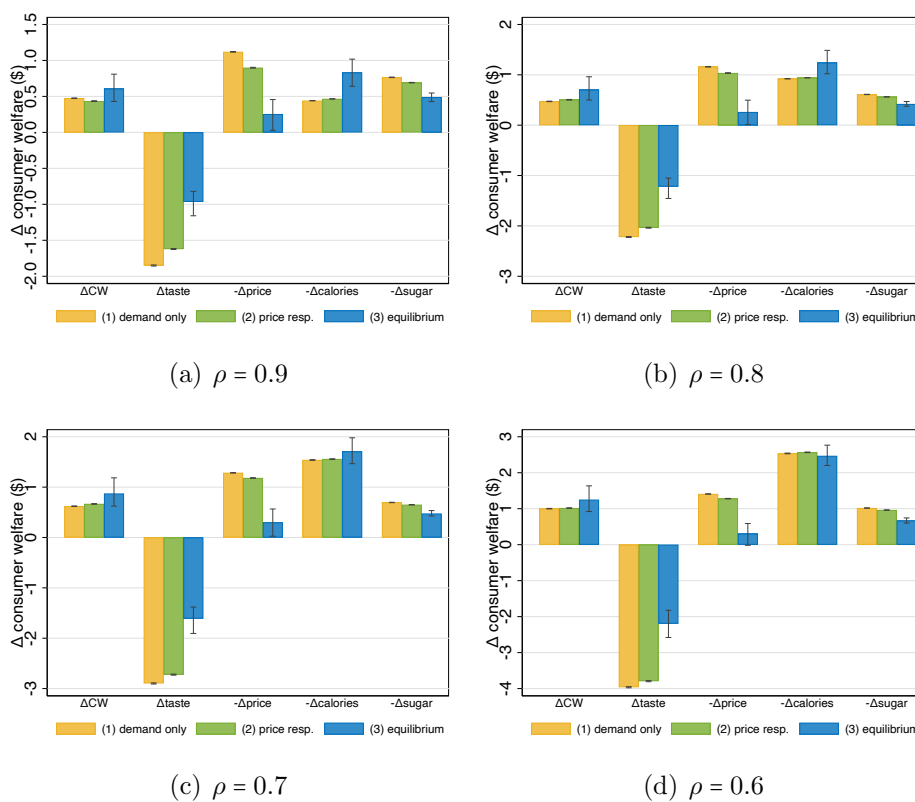 Δ consumer welfare ($)
1.5
1.0
0.5
0.0
-0.5
-1.0
-1.5
-2.0
ΔCW Δtaste -Δprice -Δcalories -Δsugar
(1) demand only (2) price resp. (3) equilibrium
(a) ρ = 0.9
Δ consumer welfare ($)
2
1
0
-1
-2
-3
ΔCW Δtaste -Δprice -Δcalories -Δsugar
(1) demand only (2) price resp. (3) equilibrium
(b) ρ = 0.8
Δ consumer welfare ($)
2
1
0
-1
-2
-3
ΔCW Δtaste -Δprice -Δcalories -Δsugar
(1) demand only (2) price resp. (3) equilibrium
(c) ρ = 0.7
Δ consumer welfare ($)
3
2
1
0
-1
-2
-3
-4
ΔCW Δtaste -Δprice -Δcalories -Δsugar
(1) demand only (2) price resp. (3) equilibrium
(d) ρ = 0.6